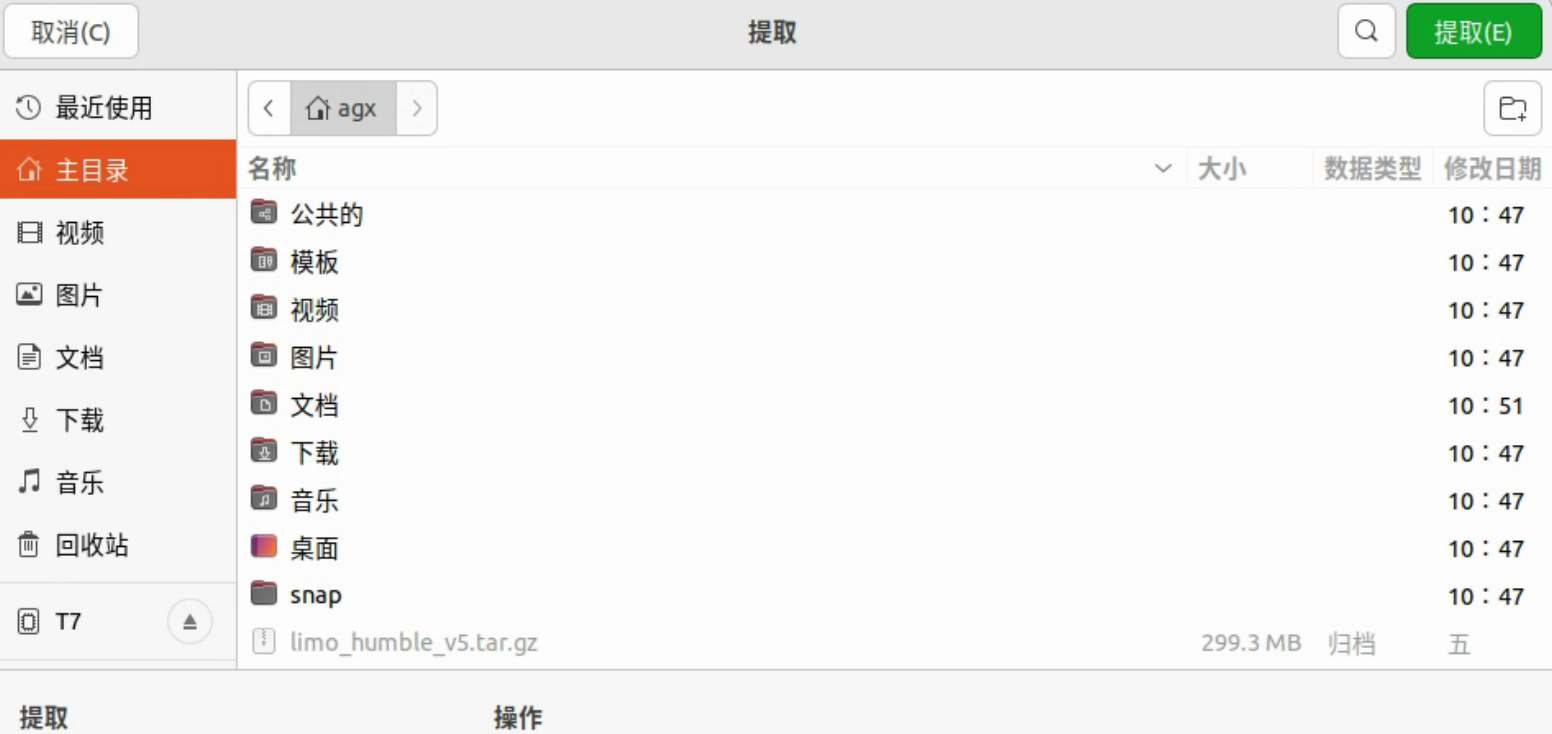 取消(C) 提取 提取(E)
最近使用
主目录
视频
图片
文档
下载
音乐
回收站
T7
agx
名称 大小 数据类型 修改日期
公共的 10：47
模板 10：47
视频 10：47
图片 10：47
文档 10：51
下载 10：47
音乐 10：47
桌面 10：47
snap 10：47
limo_humble_v5.tar.gz 299.3 MB 归档 五
提取 操作